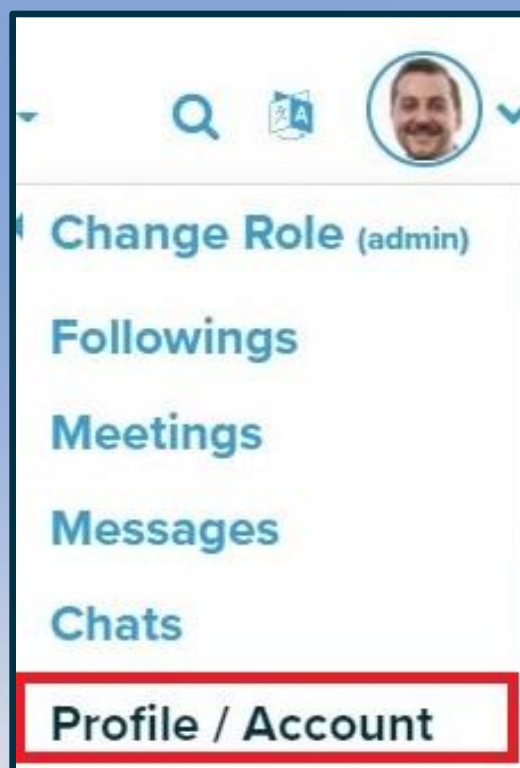 Change Role (admin)
Followings
Meetings
Messages
Chats
Profile / Account